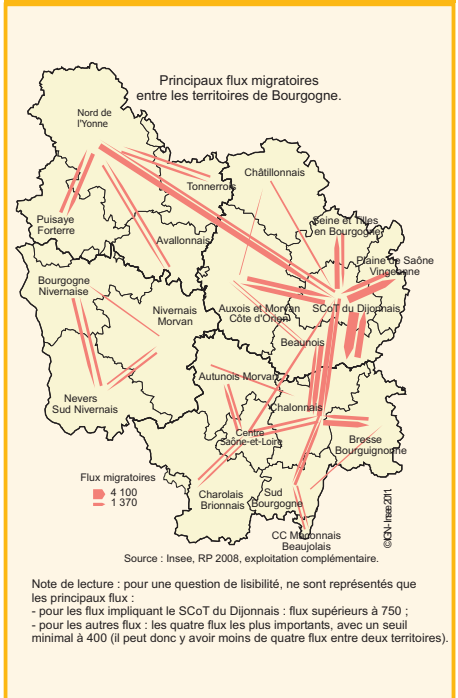 Principaux flux migratoires
entre les territoires de Bourgogne.
Nord de
l'Yonne
Châtillonnais
Tonnerrois
Puisaye
Forterre
Seine et Tilles
en Bourgogne
Avallonnais
Plaine de Saône
Vingeanne
Bourgogne
Nivernaise
Auxois et Morvan
Côte d'Orien
SCoT du Dijonnais
Nivernais
Morvan
Beaunois
Autunois Morvan
Nevers
Sud Nivernais
Chalonnais
Centre
Saône-et-Loire
Bresse
Bourguignonne
Flux migratoires
4 100
1 370
Charolais
Brionnais
Sud
Bourgogne
CC Mâconnais
Beaujolais
©IGN-Insee 2011
Source : Insee, RP 2008, exploitation complémentaire.
Note de lecture : pour une question de lisibilité, ne sont représentés que
les principaux flux :
- pour les flux impliquant le SCoT du Dijonnais : flux supérieurs à 750 ;
- pour les autres flux : les quatre flux les plus importants, avec un seuil
minimal à 400 (il peut donc y avoir moins de quatre flux entre deux territoires).